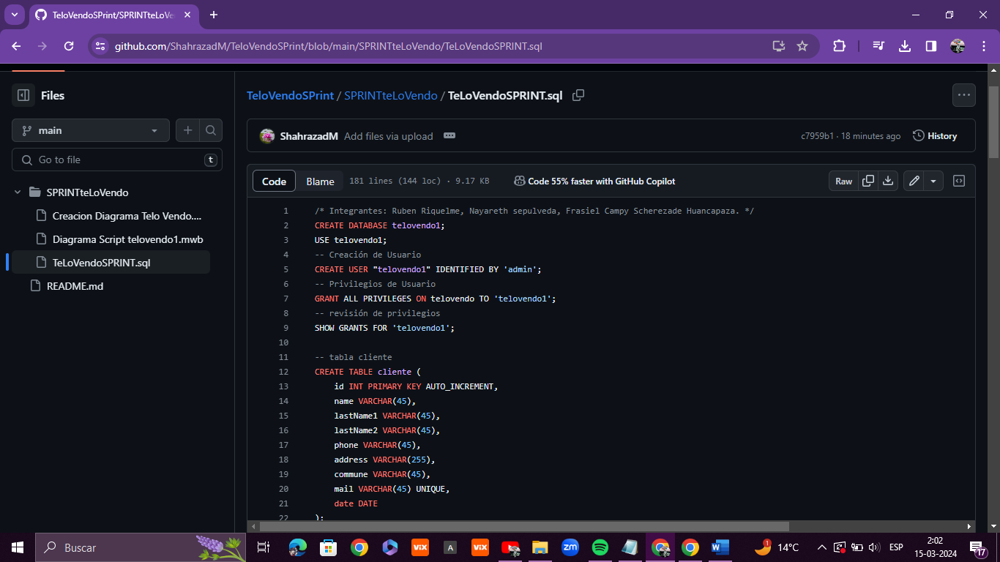 TeloVendoSPrint/SPRINTteLoVe
github.com/ShahrazadM/TeloVendoSPrint/blob/main/SPRINTteLoVendo/TeLoVendoSPRINT.sql
Files
main
Go to file
t
SPRINTteLoVendo
Creacion Diagrama Telo Vendo....
Diagrama Script telovendo1.mwb
TeLoVendoSPRINT.sql
README.md
TeloVendoSPrint / SPRINTteLoVendo / TeLoVendoSPRINT.sql
ShahrazadM Add files via upload
c7959b1 · 18 minutes ago History
Code Blame 181 lines (144 loc) · 9.17 KB Code 55% faster with GitHub Copilot Raw
1 /* Integrantes: Ruben Riquelme, Nayareth sepulveda, Frasiel Campy Scherezade Huancapaza. */
2 CREATE DATABASE telovendo1;
3 USE telovendo1;
4 -- Creación de Usuario
5 CREATE USER "telovendo1" IDENTIFIED BY 'admin';
6 -- Privilegios de Usuario
7 GRANT ALL PRIVILEGES ON telovendo TO 'telovendo1';
8 -- revisión de privilegios
9 SHOW GRANTS FOR 'telovendo1';
10
11 -- tabla cliente
12 CREATE TABLE cliente (
13 id INT PRIMARY KEY AUTO_INCREMENT,
14 name VARCHAR(45),
15 lastName1 VARCHAR(45),
16 lastName2 VARCHAR(45),
17 phone VARCHAR(45),
18 address VARCHAR(255),
19 commune VARCHAR(45),
20 mail VARCHAR(45) UNIQUE,
21 date DATE
22 );
Buscar
A
ViX
ViX
zm
W
1
14°C
ESP
2:02
15-03-2024
17